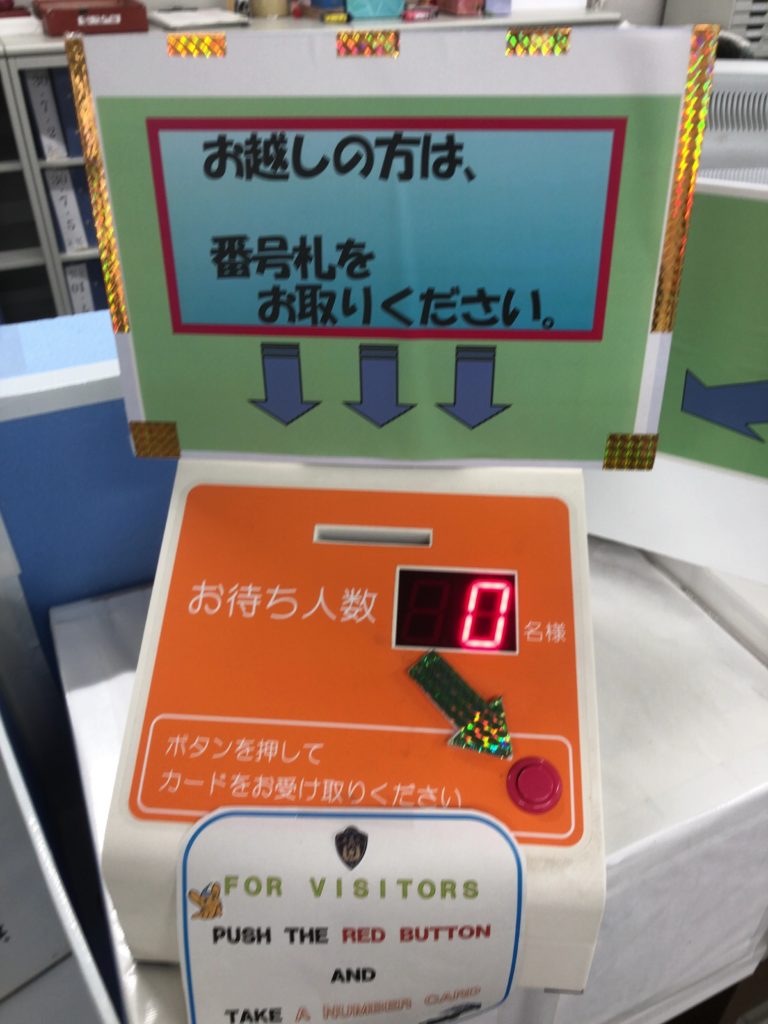 お越しの方は、
番号札を
お取りください。
お待ち人数
0
名様
ボタンを押して
カードをお受け取りください
FOR VISITORS
PUSH THE RED BUTTON
AND
TAKE A NUMBER CARD